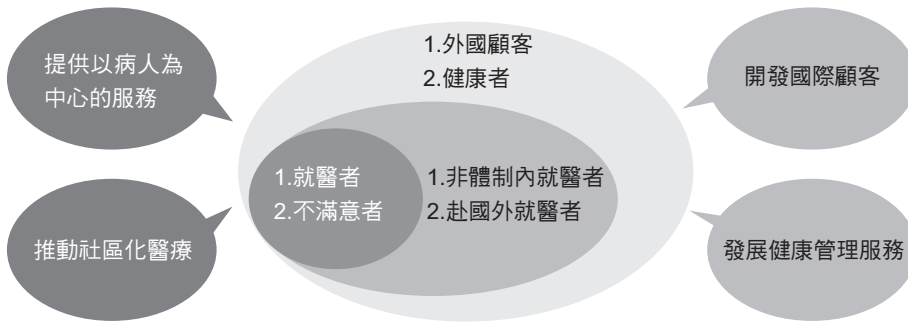 提供以病人為
中心的服務
推動社區化醫療
1.外國顧客
2.健康者
1.就醫者
2.不滿意者
1.非體制內就醫者
2.赴國外就醫者
開發國際顧客
發展健康管理服務